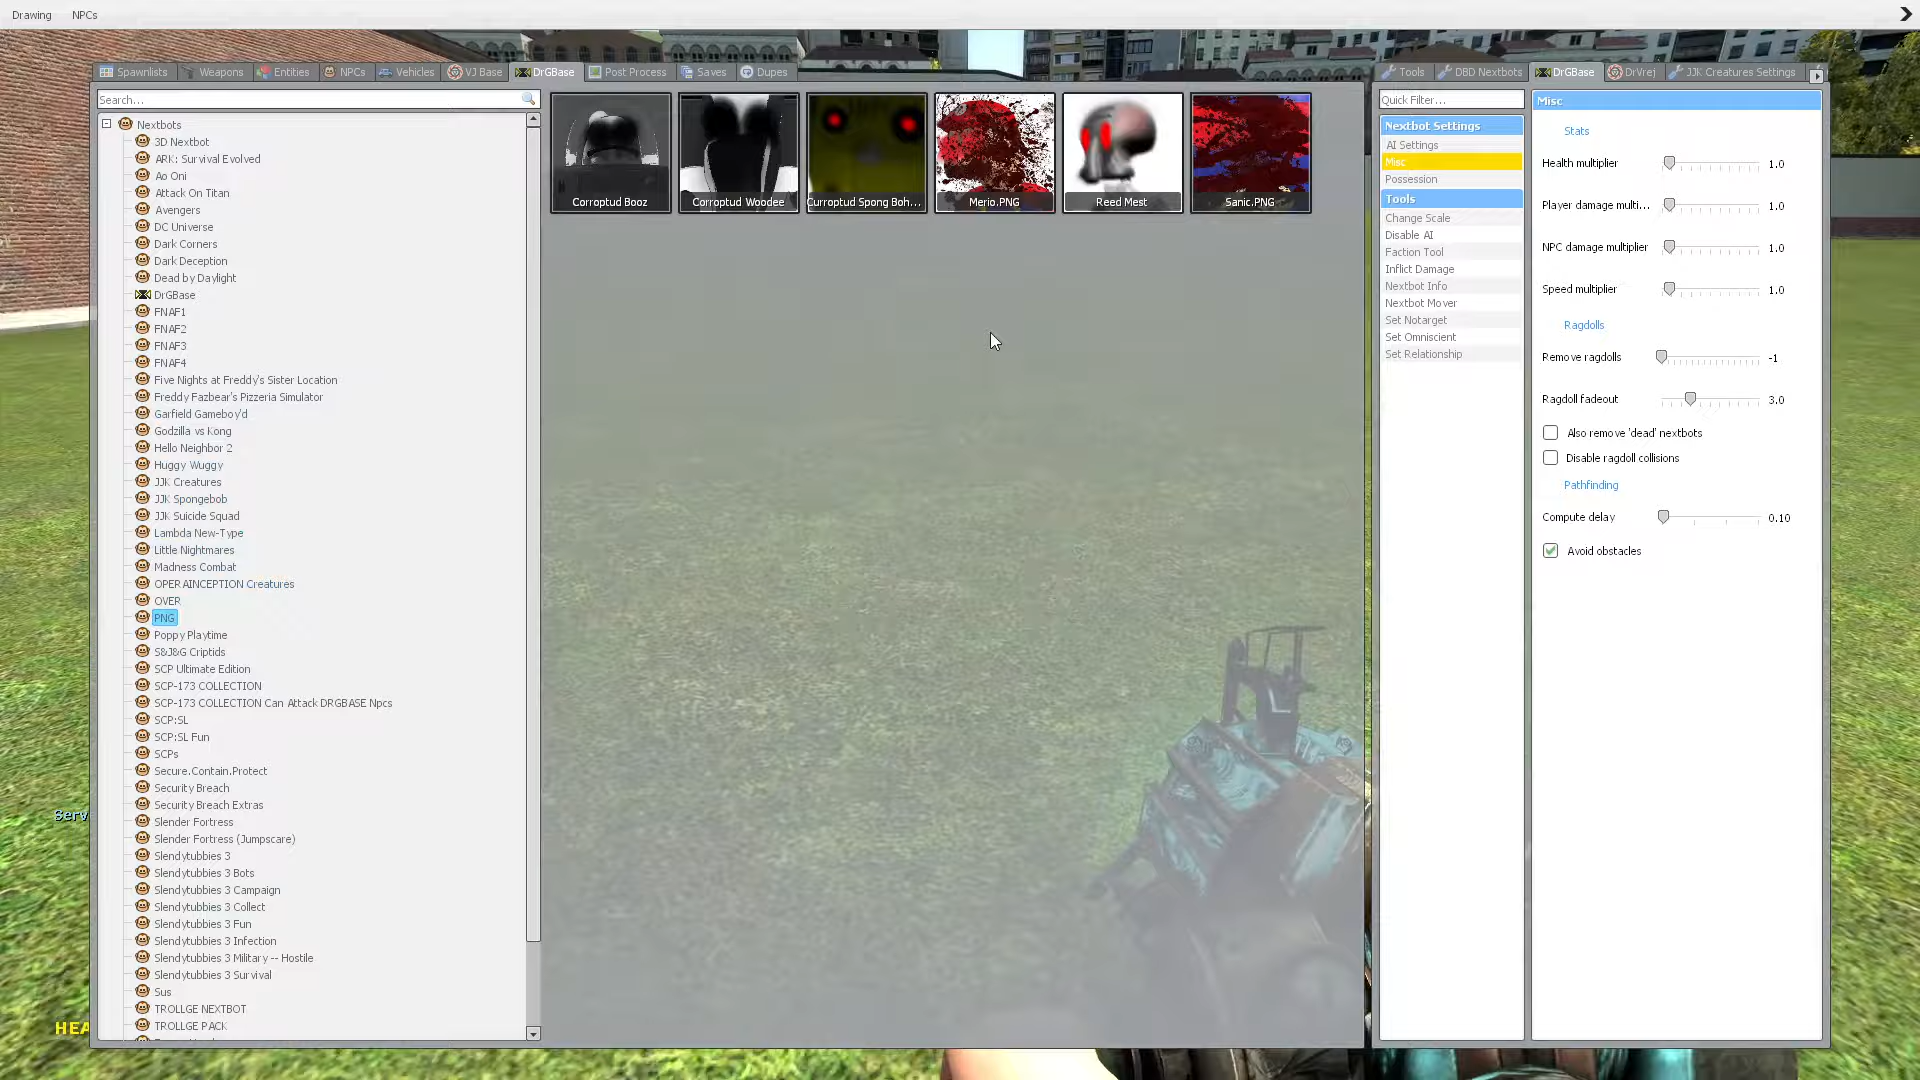 Drawing NPCs
Spawnlists Weapons Entities NPCs Vehicles VJ Base DrGBase Post Process Saves Dupes
Tools DBD Nextbots DrGBase DrVrej JJK Creatures Settings
Search...
Nextbots
3D Nextbot
ARK: Survival Evolved
Ao Oni
Attack On Titan
Avengers
DC Universe
Dark Corners
Dark Deception
Dead by Daylight
DrGBase
FNAF1
FNAF2
FNAF3
FNAF4
Five Nights at Freddy's Sister Location
Freddy Fazbear's Pizzeria Simulator
Garfield Gameboy'd
Godzilla vs Kong
Hello Neighbor 2
Huggy Wuggy
JJK Creatures
JJK Spongebob
JJK Suicide Squad
Lambda New-Type
Little Nightmares
Madness Combat
OPERAINCEPTION Creatures
OVER
PNG
Poppy Playtime
S&J&G Criptids
SCP Ultimate Edition
SCP-173 COLLECTION
SCP-173 COLLECTION Can Attack DRGBASE Npcs
SCP:SL
SCP:SL Fun
SCPs
Secure.Contain.Protect
Security Breach
Security Breach Extras
Slender Fortress
Slender Fortress (Jumpscare)
Slendytubbies 3
Slendytubbies 3 Bots
Slendytubbies 3 Campaign
Slendytubbies 3 Collect
Slendytubbies 3 Fun
Slendytubbies 3 Infection
Slendytubbies 3 Military -- Hostile
Slendytubbies 3 Survival
Sus
TROLLGE NEXTBOT
TROLLGE PACK
Corroptud Booz
Corroptud Woodee
Curroptud Spong Boh...
Merio.PNG
Reed Mest
Sanic.PNG
Quick Filter...
Nextbot Settings
AI Settings
Misc
Possession
Tools
Change Scale
Disable AI
Faction Tool
Inflict Damage
Nextbot Info
Nextbot Mover
Set Notarget
Set Omniscient
Set Relationship
Misc
Stats
Health multiplier 1.0
Player damage multi... 1.0
NPC damage multiplier 1.0
Speed multiplier 1.0
Ragdolls
Remove ragdolls -1
Ragdoll fadeout 3.0
Also remove 'dead' nextbots
Disable ragdoll collisions
Pathfinding
Compute delay 0.10
Avoid obstacles
Serv
HEA